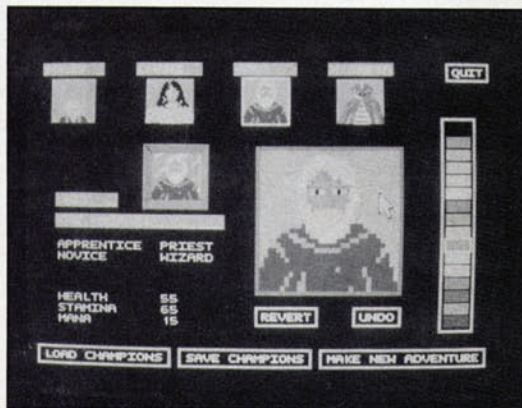 QUIT
APPRENTICE PRIEST
NOVICE WIZARD
HEALTH 55
STAMINA 65
MANA 15
REVERT UNDO
LOAD CHAMPIONS SAVE CHAMPIONS MAKE NEW ADVENTURE